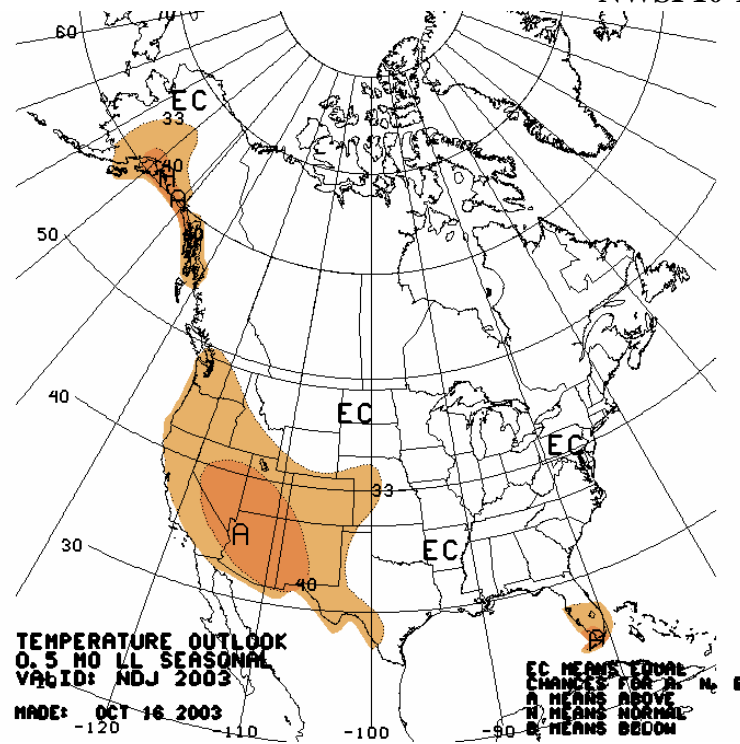 60
70
EC
33
40
A
A
50
40
EC
EC
33
A
EC
30
40
A
TEMPERATURE OUTLOOK
0.5 MO LL SEASONAL
VALID: NDJ 2003
MADE: OCT 16 2003
-120
-110
-100
-90
EC MEANS EQUAL
CHANCES FOR A, N,
A MEANS ABOVE
N MEANS NORMAL
B MEANS BELOW